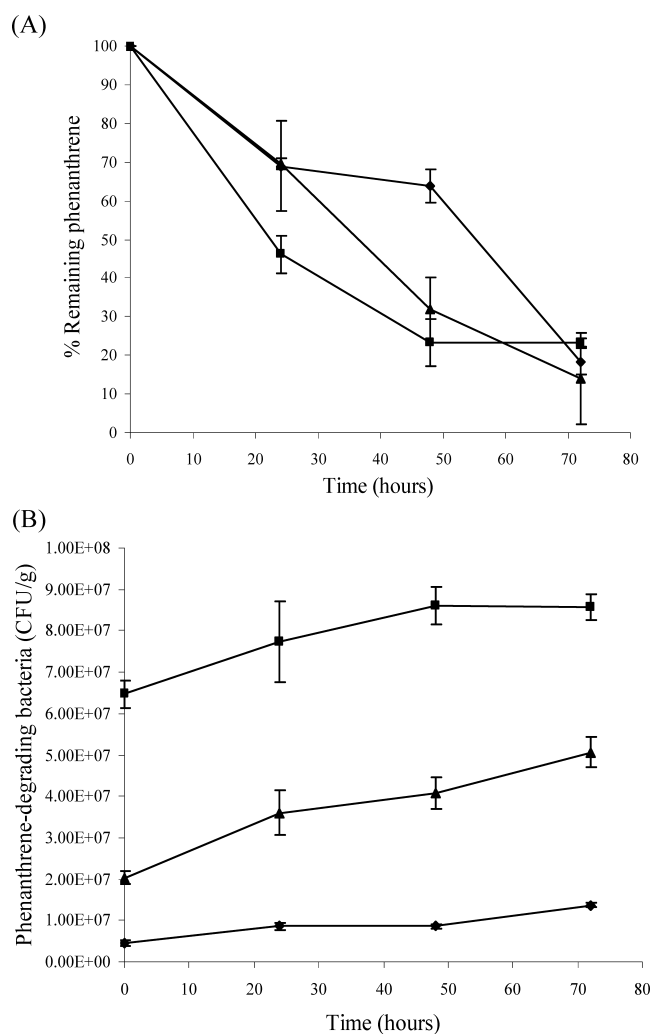 (A)
% Remaining phenanthrene
100
90
80
70
60
50
40
30
20
10
0
0 10 20 30 40 50 60 70 80
Time (hours)
(B)
Phenanthrene-degrading bacteria (CFU/g)
1.00E+08
9.00E+07
8.00E+07
7.00E+07
6.00E+07
5.00E+07
4.00E+07
3.00E+07
2.00E+07
1.00E+07
0.00E+00
0 10 20 30 40 50 60 70 80
Time (hours)